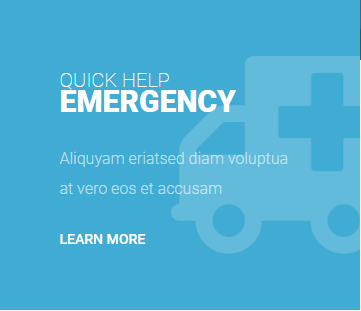 QUICK HELP
EMERGENCY
Aliquyam eriatsed diam voluptua
at vero eos et accusam
LEARN MORE